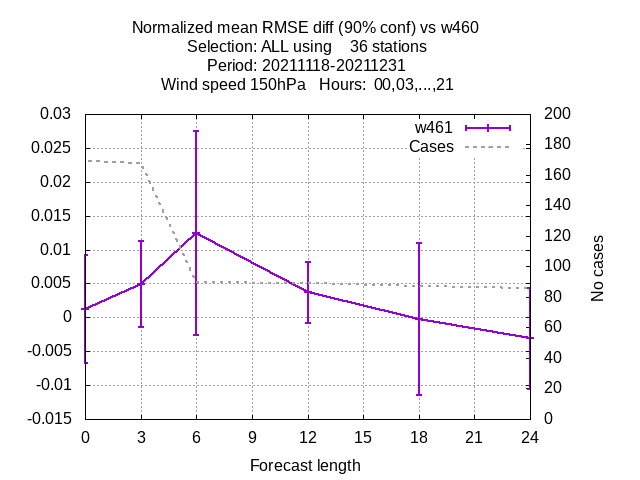 Normalized mean RMSE diff (90% conf) vs w460
Selection: ALL using    36 stations
Period: 20211118-20211231
Wind speed 150hPa   Hours:  00,03,...,21
0.03
0.025
0.02
0.015
0.01
0.005
0
-0.005
-0.01
-0.015
w461
Cases
200
180
160
140
120
100
80
60
40
20
0
No cases
0 3 6 9 12 15 18 21 24
Forecast length